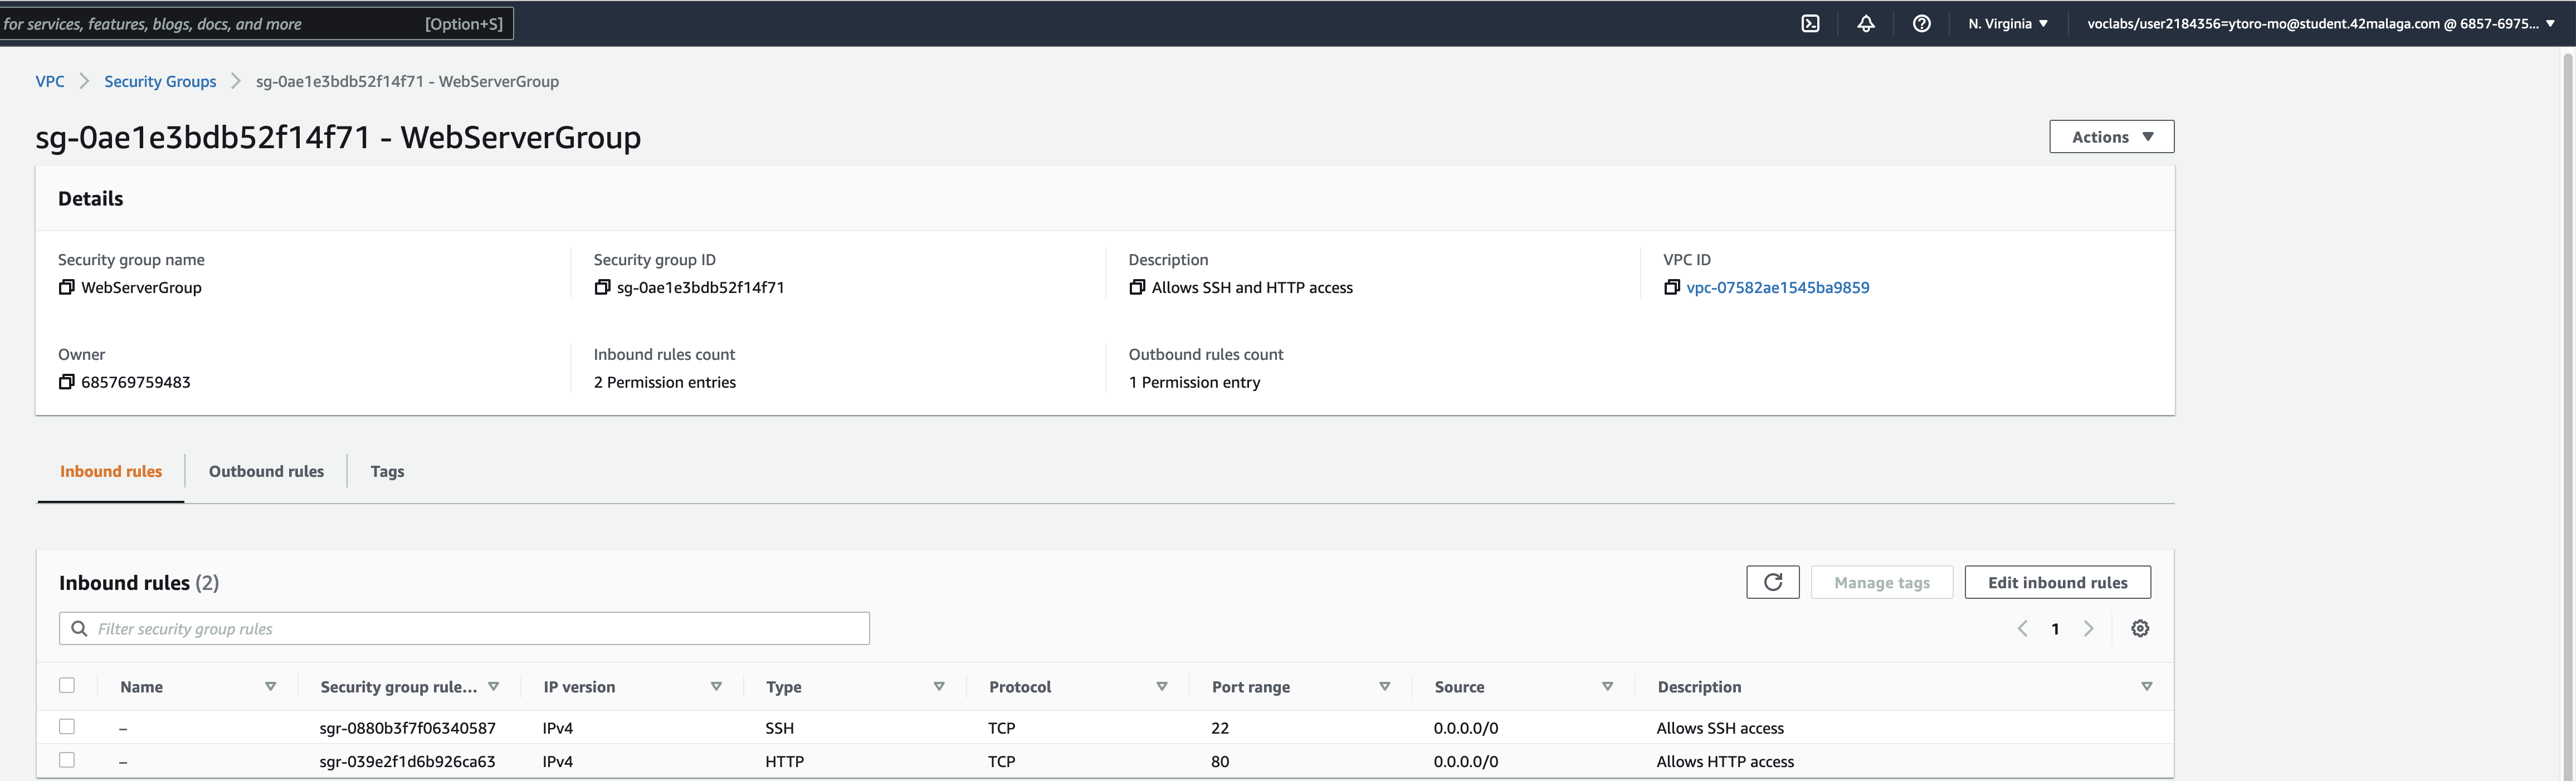 for services, features, blogs, docs, and more [Option+S] N. Virginia voclabs/user2184356=ytoro-mo@student.42malaga.com @ 6857-6975...
VPC Security Groups sg-0ae1e3bdb52f14f71 - WebServerGroup
sg-0ae1e3bdb52f14f71 - WebServerGroup Actions
Details
Security group name Security group ID Description VPC ID
WebServerGroup sg-0ae1e3bdb52f14f71 Allows SSH and HTTP access vpc-07582ae1545ba9859
Owner Inbound rules count Outbound rules count
685769759483 2 Permission entries 1 Permission entry
Inbound rules Outbound rules Tags
Inbound rules (2) Manage tags Edit inbound rules
Filter security group rules 1
Name Security group rule... IP version Type Protocol Port range Source Description
– sgr-0880b3f7f06340587 IPv4 SSH TCP 22 0.0.0.0/0 Allows SSH access
– sgr-039e2f1d6b926ca63 IPv4 HTTP TCP 80 0.0.0.0/0 Allows HTTP access